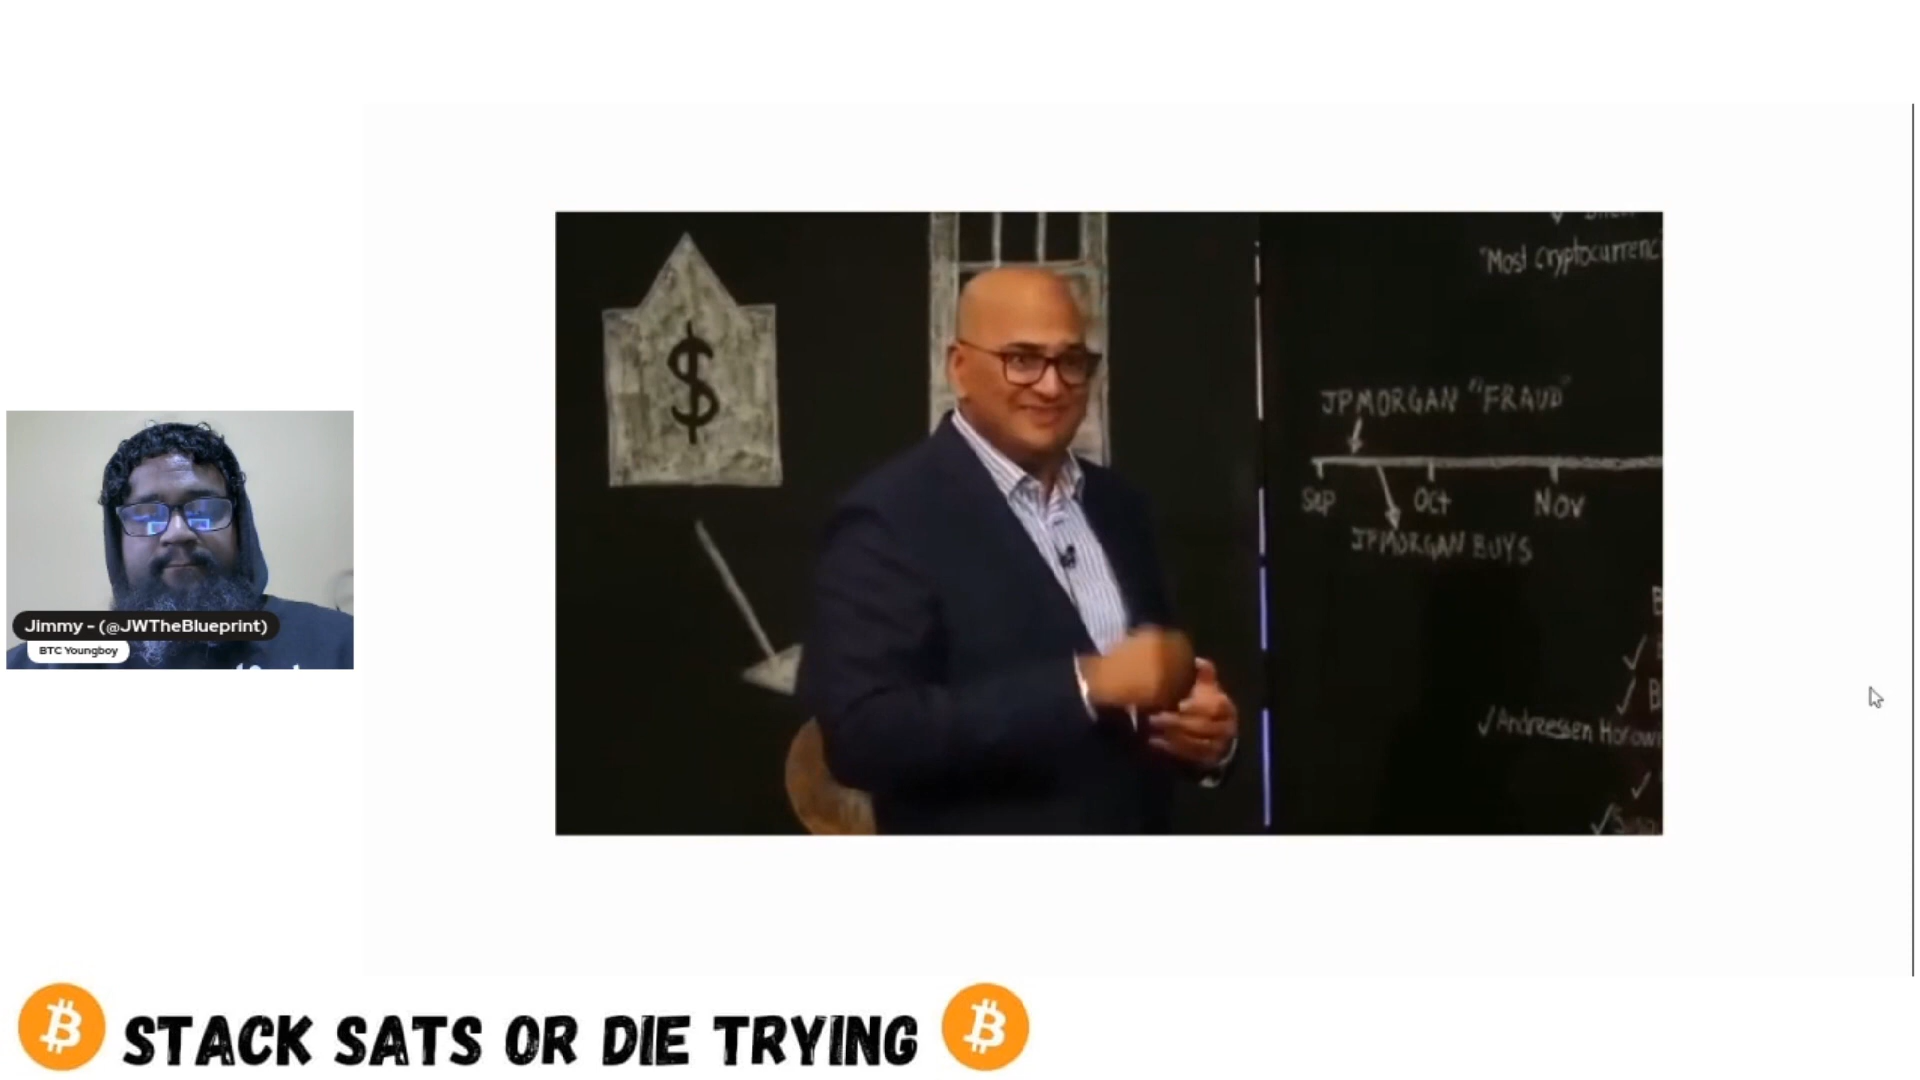 "Most cryptocurrenc
$
JPMORGAN "FRAUD"
Sep Oct Nov
JPMORGAN BUYS
✓Andreessen Horow
Jimmy - (@JWTheBlueprint)
BTC Youngboy
STACK SATS OR DIE TRYING